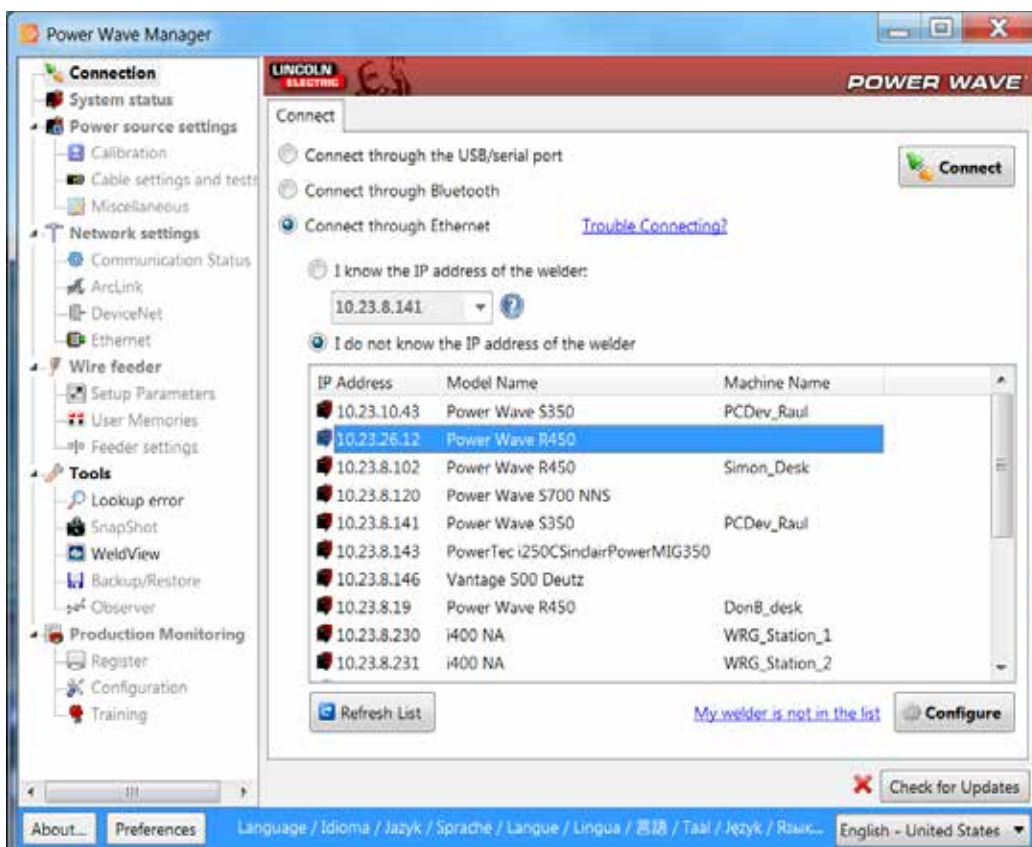 Power Wave Manager
Connection
System status
Power source settings
Calibration
Cable settings and tests
Miscellaneous
Network settings
Communication Status
ArcLink
DeviceNet
Ethernet
Wire feeder
Setup Parameters
User Memories
Feeder settings
Tools
Lookup error
SnapShot
WeldView
Backup/Restore
Observer
Production Monitoring
Register
Configuration
Training
LINCOLN
ELECTRIC
POWER WAVE
Connect
Connect through the USB/serial port
Connect
Connect through Bluetooth
Connect through Ethernet Trouble Connecting?
I know the IP address of the welder:
10.23.8.141
I do not know the IP address of the welder
IP Address Model Name Machine Name
10.23.10.43 Power Wave S350 PCDev_Raul
10.23.26.12 Power Wave R450
10.23.8.102 Power Wave R450 Simon_Desk
10.23.8.120 Power Wave S700 NNS
10.23.8.141 Power Wave S350 PCDev_Raul
10.23.8.143 PowerTec i250CSinclairPowerMIG350
10.23.8.146 Vantage 500 Deutz
10.23.8.19 Power Wave R450 DonB_desk
10.23.8.230 i400 NA WRG_Station_1
10.23.8.231 i400 NA WRG_Station_2
Refresh List My welder is not in the list Configure
Check for Updates
About... Preferences Language / Idioma / Jazyk / Sprache / Langue / Lingua / 言語 / Taal / Język / Язык... English - United States